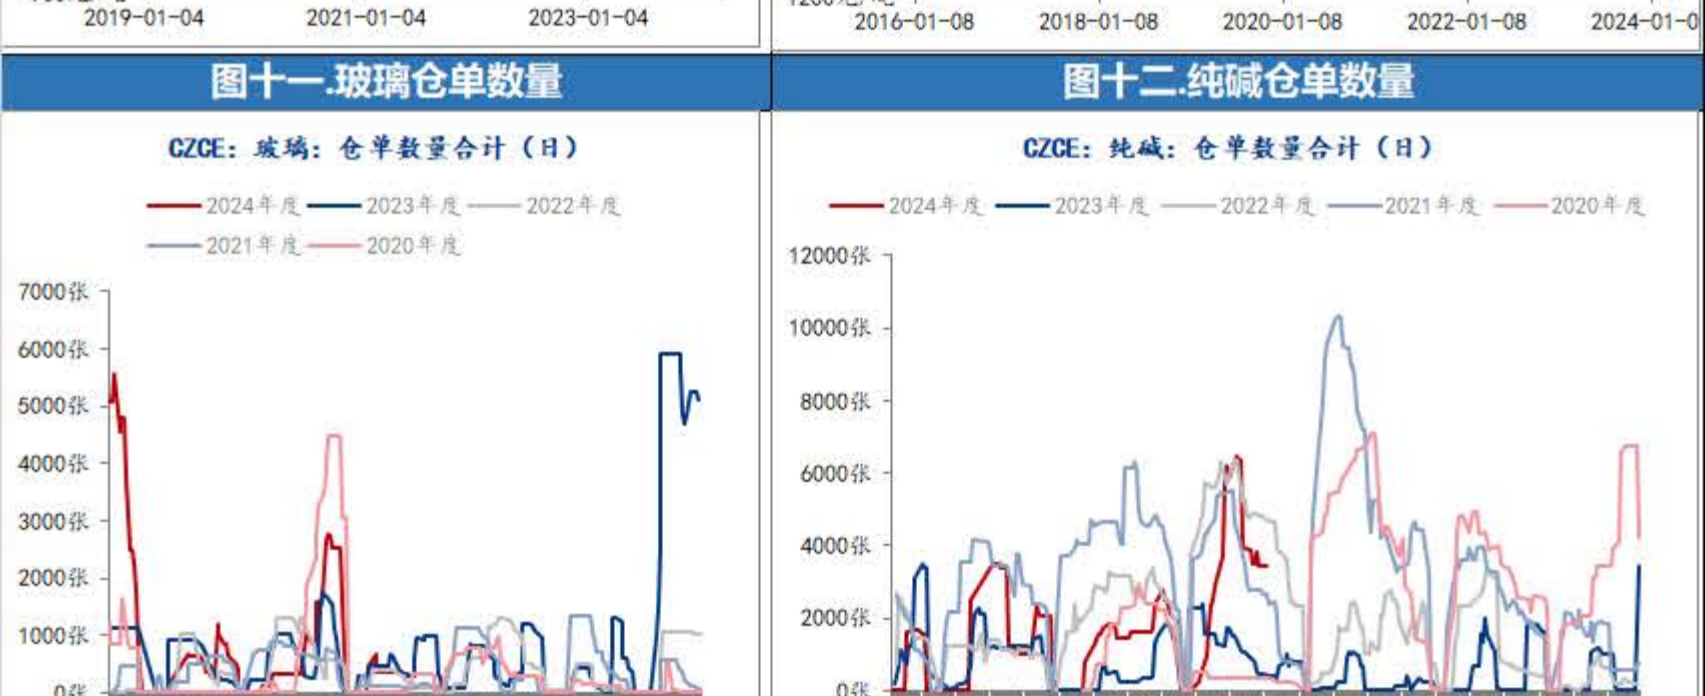 2019-01-04 2021-01-04 2023-01-04
2016-01-08 2018-01-08 2020-01-08 2022-01-08 2024-01-0
图十一.玻璃仓单数量
CZCE：玻璃：仓单数量合计（日）
2024年度 2023年度 2022年度
2021年度 2020年度
7000张
6000张
5000张
4000张
3000张
2000张
1000张
0张
图十二.纯碱仓单数量
CZCE：纯碱：仓单数量合计（日）
2024年度 2023年度 2022年度 2021年度 2020年度
12000张
10000张
8000张
6000张
4000张
2000张
0张